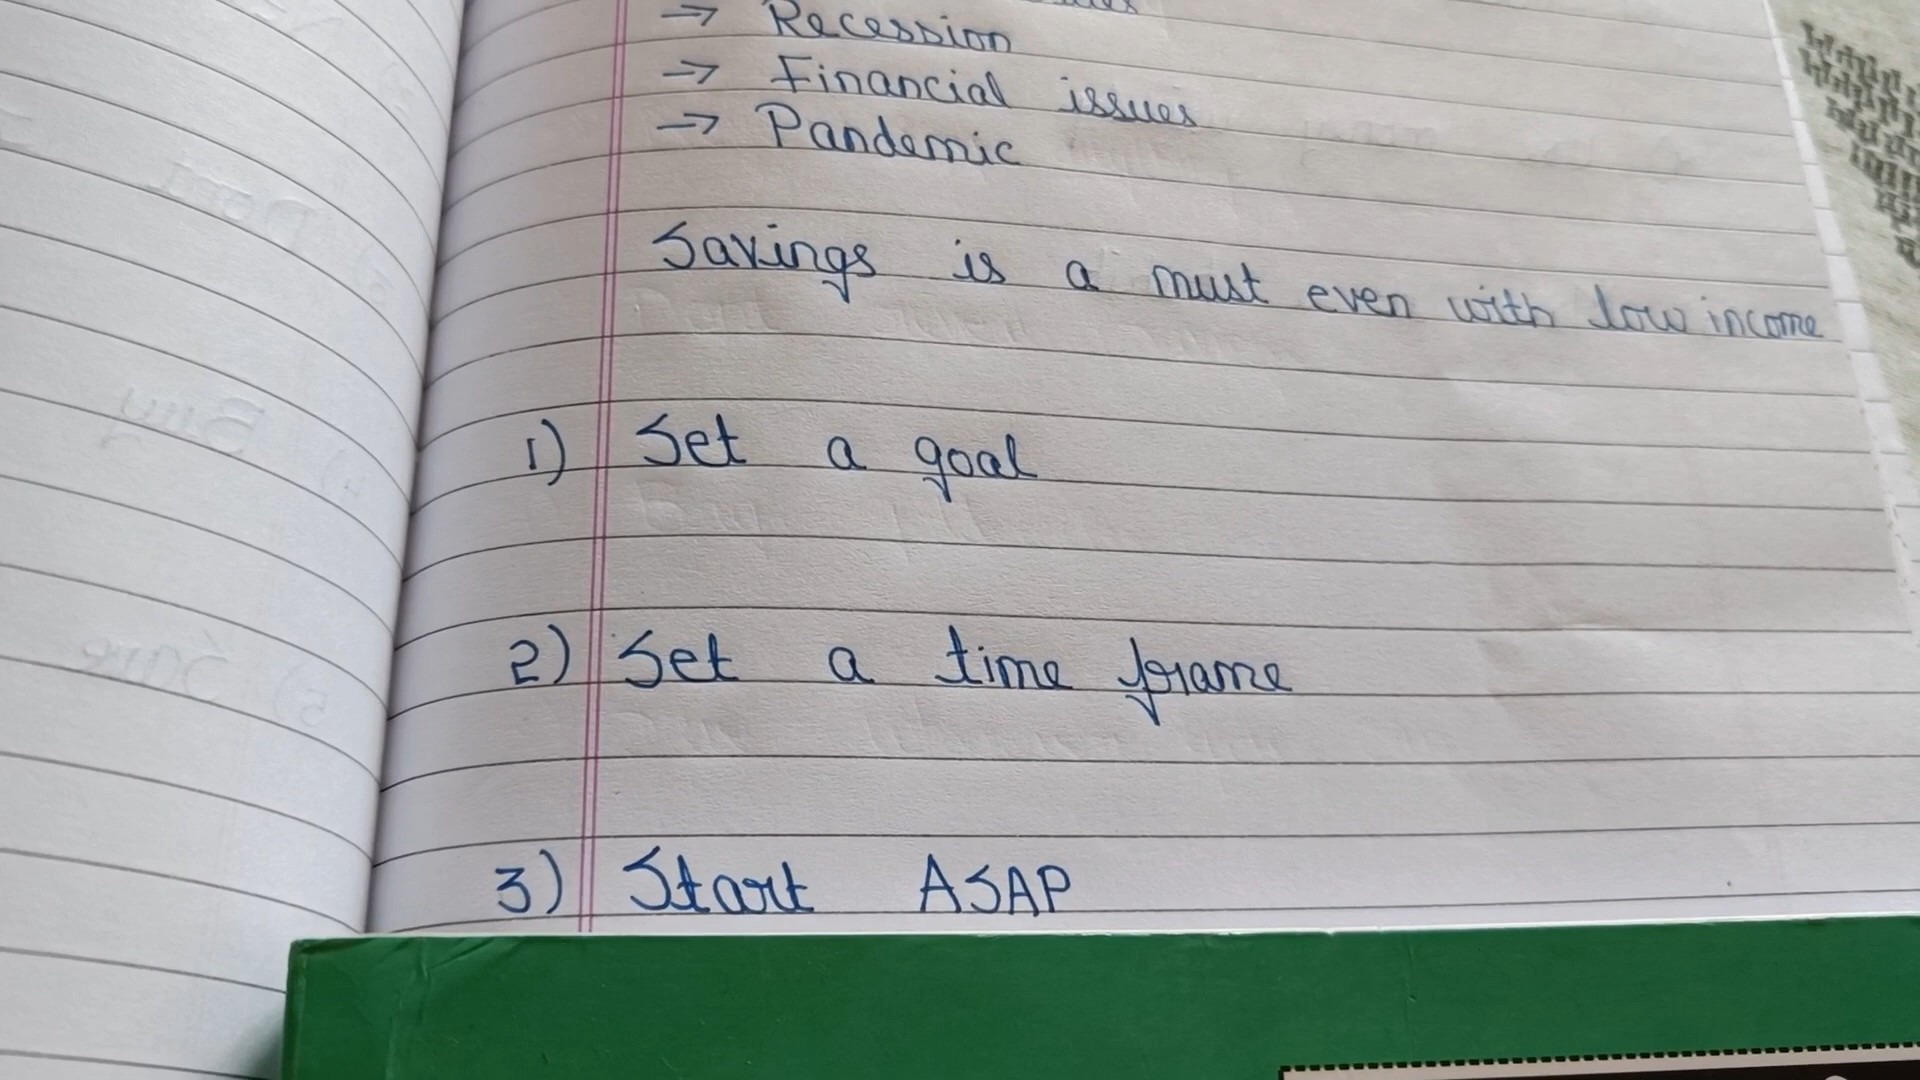 → Recession
→ Financial issues
→ Pandemic
Savings is a must even with low income
1) Set a goal
2) Set a time frame
3) Start ASAP